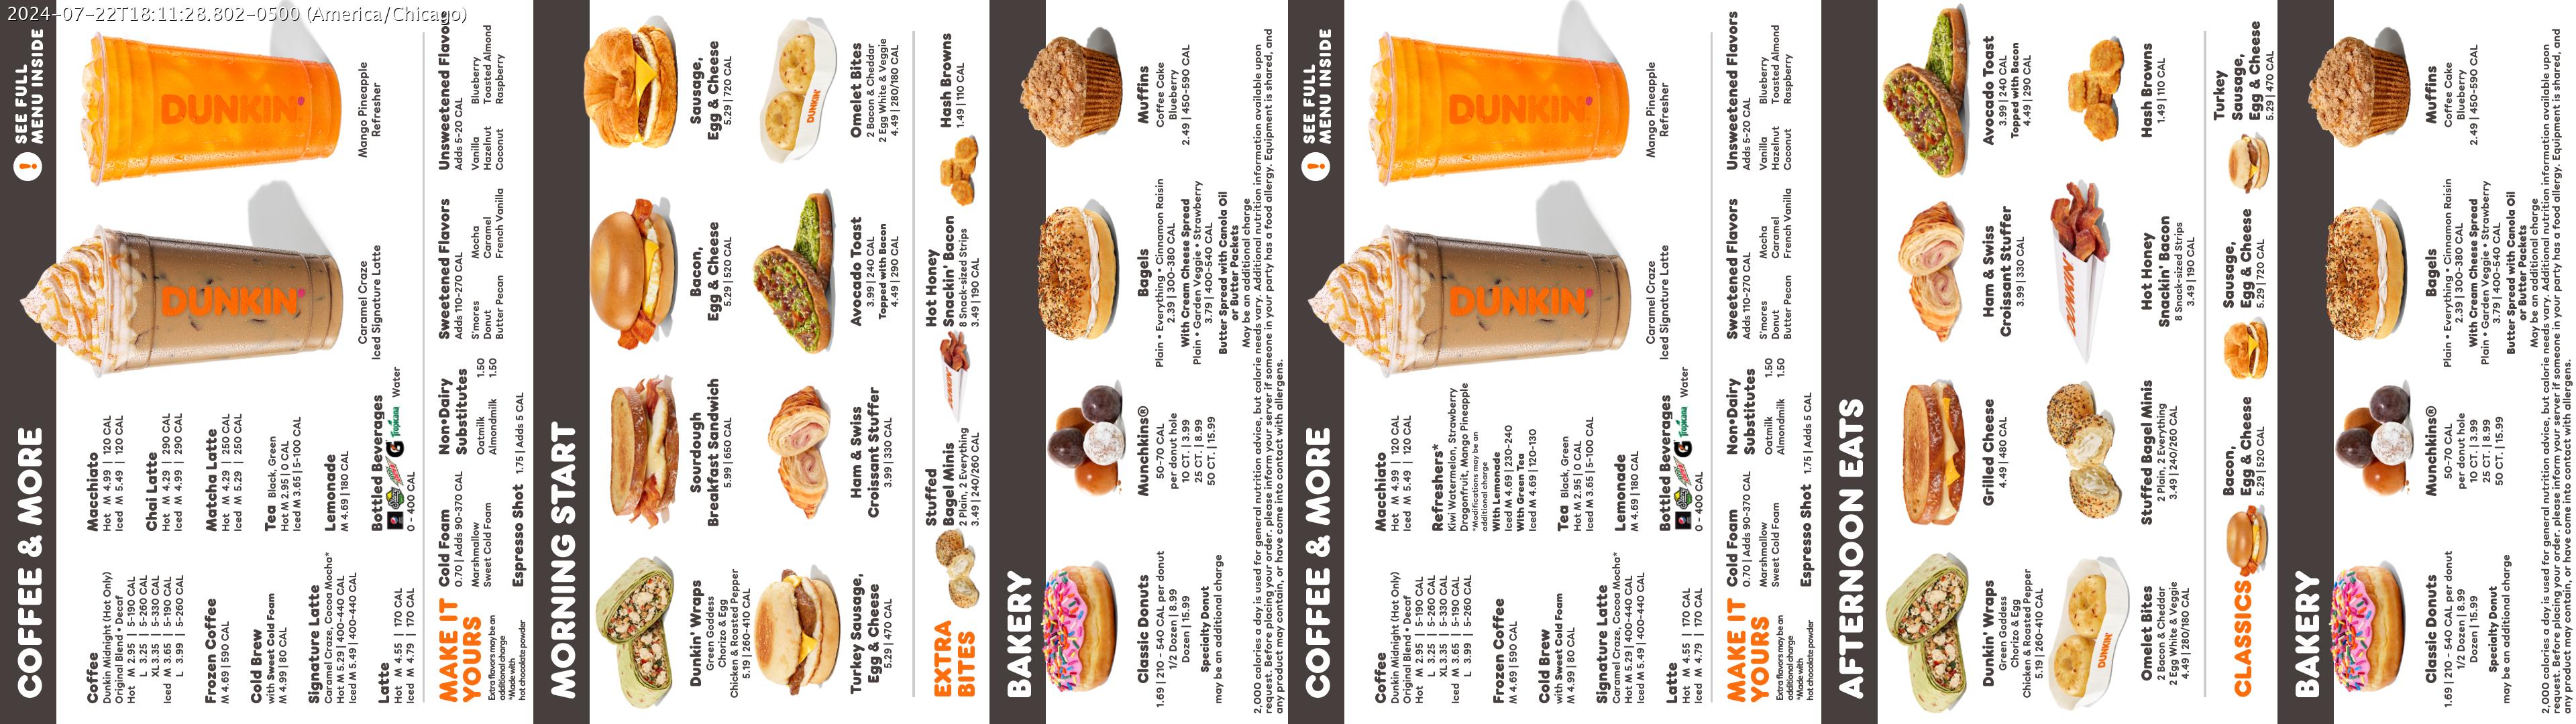 2024-07-22T18:11:28.802-0500 (America/Chicago)
COFFEE & MORE
SEE FULL
MENU INSIDE
Coffee
Dunkin Midnight (Hot Only)
Original Blend • Decaf
Hot M 2.95 | 5-190 CAL
L 3.25 | 5-260 CAL
XL 3.35 | 5-330 CAL
Iced M 3.65 | 5-190 CAL
L 3.99 | 5-260 CAL
Frozen Coffee
M 4.69 | 590 CAL
Cold Brew
with Sweet Cold Foam
M 4.99 | 80 CAL
Signature Latte
Caramel Craze, Cocoa Mocha*
Hot M 5.29 | 400-440 CAL
Iced M 5.49 | 400-440 CAL
Latte
Hot M 4.55 | 170 CAL
Iced M 4.79 | 170 CAL
Macchiato
Hot M 4.99 | 120 CAL
Iced M 5.49 | 120 CAL
Chai Latte
Hot M 4.29 | 290 CAL
Iced M 4.99 | 290 CAL
Matcha Latte
Hot M 4.29 | 250 CAL
Iced M 5.29 | 250 CAL
Tea Black, Green
Hot M 2.95 | 0 CAL
Iced M 3.65 | 5-100 CAL
Lemonade
M 4.69 | 180 CAL
Bottled Beverages
G Tropicana Water
0 - 400 CAL
DUNKIN'
Caramel Craze
Iced Signature Latte
DUNKIN'
Mango Pineapple
Refresher
MAKE IT
YOURS
Extra flavors may be an
additional charge
*Made with
hot chocolate powder
Cold Foam
0.70 | Adds 90-370 CAL
Marshmallow
Sweet Cold Foam
Espresso Shot 1.75 | Adds 5 CAL
Non•Dairy
Substitutes
Oatmilk 1.50
Almondmilk 1.50
Sweetened Flavors
Adds 110-270 CAL
S'mores Mocha
Donut Caramel
Butter Pecan French Vanilla
Unsweetened Flavors
Adds 5-20 CAL
Vanilla Blueberry
Hazelnut Toasted Almond
Coconut Raspberry
MORNING START
Dunkin' Wraps
Green Goddess
Chorizo & Egg
Chicken & Roasted Pepper
5.19 | 260-410 CAL
Sourdough
Breakfast Sandwich
5.99 | 650 CAL
Bacon,
Egg & Cheese
5.29 | 520 CAL
Sausage,
Egg & Cheese
5.29 | 720 CAL
DUNKIN'
Turkey Sausage,
Egg & Cheese
5.29 | 470 CAL
Ham & Swiss
Croissant Stuffer
3.99 | 330 CAL
Avocado Toast
3.99 | 240 CAL
Topped with Bacon
4.49 | 290 CAL
Omelet Bites
2 Bacon & Cheddar
2 Egg White & Veggie
4.49 | 280/180 CAL
EXTRA
BITES
Stuffed
Bagel Minis
2 Plain, 2 Everything
3.49 | 240/260 CAL
DUNKIN'
Hot Honey
Snackin' Bacon
8 Snack-sized Strips
3.49 | 190 CAL
Hash Browns
1.49 | 110 CAL
BAKERY
Classic Donuts
1.69 | 210 - 540 CAL per donut
1/2 Dozen | 8.99
Dozen | 15.99
Specialty Donut
may be an additional charge
Munchkins®
50-70 CAL
per donut hole
10 CT. | 3.99
25 CT. | 8.99
50 CT. | 15.99
Bagels
Plain • Everything • Cinnamon Raisin
2.39 | 300-380 CAL
With Cream Cheese Spread
Plain • Garden Veggie • Strawberry
3.79 | 400-540 CAL
Butter Spread with Canola Oil
or Butter Packets
May be an additional charge
Muffins
Coffee Cake
Blueberry
2.49 | 450-590 CAL
2,000 calories a day is used for general nutrition advice, but calorie needs vary. Additional nutrition information available upon
request. Before placing your order, please inform your server if someone in your party has a food allergy. Equipment is shared, and
any product may contain, or have come into contact with allergens.
COFFEE & MORE
SEE FULL
MENU INSIDE
Coffee
Dunkin Midnight (Hot Only)
Original Blend • Decaf
Hot M 2.95 | 5-190 CAL
L 3.25 | 5-260 CAL
XL 3.35 | 5-330 CAL
Iced M 3.65 | 5-190 CAL
L 3.99 | 5-260 CAL
Frozen Coffee
M 4.69 | 590 CAL
Cold Brew
with Sweet Cold Foam
M 4.99 | 80 CAL
Signature Latte
Caramel Craze, Cocoa Mocha*
Hot M 5.29 | 400-440 CAL
Iced M 5.49 | 400-440 CAL
Latte
Hot M 4.55 | 170 CAL
Iced M 4.79 | 170 CAL
Macchiato
Hot M 4.99 | 120 CAL
Iced M 5.49 | 120 CAL
Refreshers*
Kiwi Watermelon, Strawberry
Dragonfruit, Mango Pineapple
*Modifications may be an
additional charge
With Lemonade
Iced M 4.69 | 230-240
With Green Tea
Iced M 4.69 | 120-130
Tea Black, Green
Hot M 2.95 | 0 CAL
Iced M 3.65 | 5-100 CAL
Lemonade
M 4.69 | 180 CAL
Bottled Beverages
G Tropicana Water
0 - 400 CAL
DUNKIN'
Caramel Craze
Iced Signature Latte
DUNKIN'
Mango Pineapple
Refresher
MAKE IT
YOURS
Extra flavors may be an
additional charge
*Made with
hot chocolate powder
Cold Foam
0.70 | Adds 90-370 CAL
Marshmallow
Sweet Cold Foam
Espresso Shot 1.75 | Adds 5 CAL
Non•Dairy
Substitutes
Oatmilk 1.50
Almondmilk 1.50
Sweetened Flavors
Adds 110-270 CAL
S'mores Mocha
Donut Caramel
Butter Pecan French Vanilla
Unsweetened Flavors
Adds 5-20 CAL
Vanilla Blueberry
Hazelnut Toasted Almond
Coconut Raspberry
AFTERNOON EATS
Dunkin' Wraps
Green Goddess
Chorizo & Egg
Chicken & Roasted Pepper
5.19 | 260-410 CAL
Grilled Cheese
4.49 | 480 CAL
Ham & Swiss
Croissant Stuffer
3.99 | 330 CAL
Avocado Toast
3.99 | 240 CAL
Topped with Bacon
4.49 | 290 CAL
DUNKIN'
Omelet Bites
2 Bacon & Cheddar
2 Egg White & Veggie
4.49 | 280/180 CAL
Stuffed Bagel Minis
2 Plain, 2 Everything
3.49 | 240/260 CAL
DUNKIN'
Hot Honey
Snackin' Bacon
8 Snack-sized Strips
3.49 | 190 CAL
Hash Browns
1.49 | 110 CAL
CLASSICS
Bacon,
Egg & Cheese
5.29 | 520 CAL
Sausage,
Egg & Cheese
5.29 | 720 CAL
Turkey
Sausage,
Egg & Cheese
5.29 | 470 CAL
BAKERY
Classic Donuts
1.69 | 210 - 540 CAL per donut
1/2 Dozen | 8.99
Dozen | 15.99
Specialty Donut
may be an additional charge
Munchkins®
50-70 CAL
per donut hole
10 CT. | 3.99
25 CT. | 8.99
50 CT. | 15.99
Bagels
Plain • Everything • Cinnamon Raisin
2.39 | 300-380 CAL
With Cream Cheese Spread
Plain • Garden Veggie • Strawberry
3.79 | 400-540 CAL
Butter Spread with Canola Oil
or Butter Packets
May be an additional charge
Muffins
Coffee Cake
Blueberry
2.49 | 450-590 CAL
2,000 calories a day is used for general nutrition advice, but calorie needs vary. Additional nutrition information available upon
request. Before placing your order, please inform your server if someone in your party has a food allergy. Equipment is shared, and
any product may contain, or have come into contact with allergens.